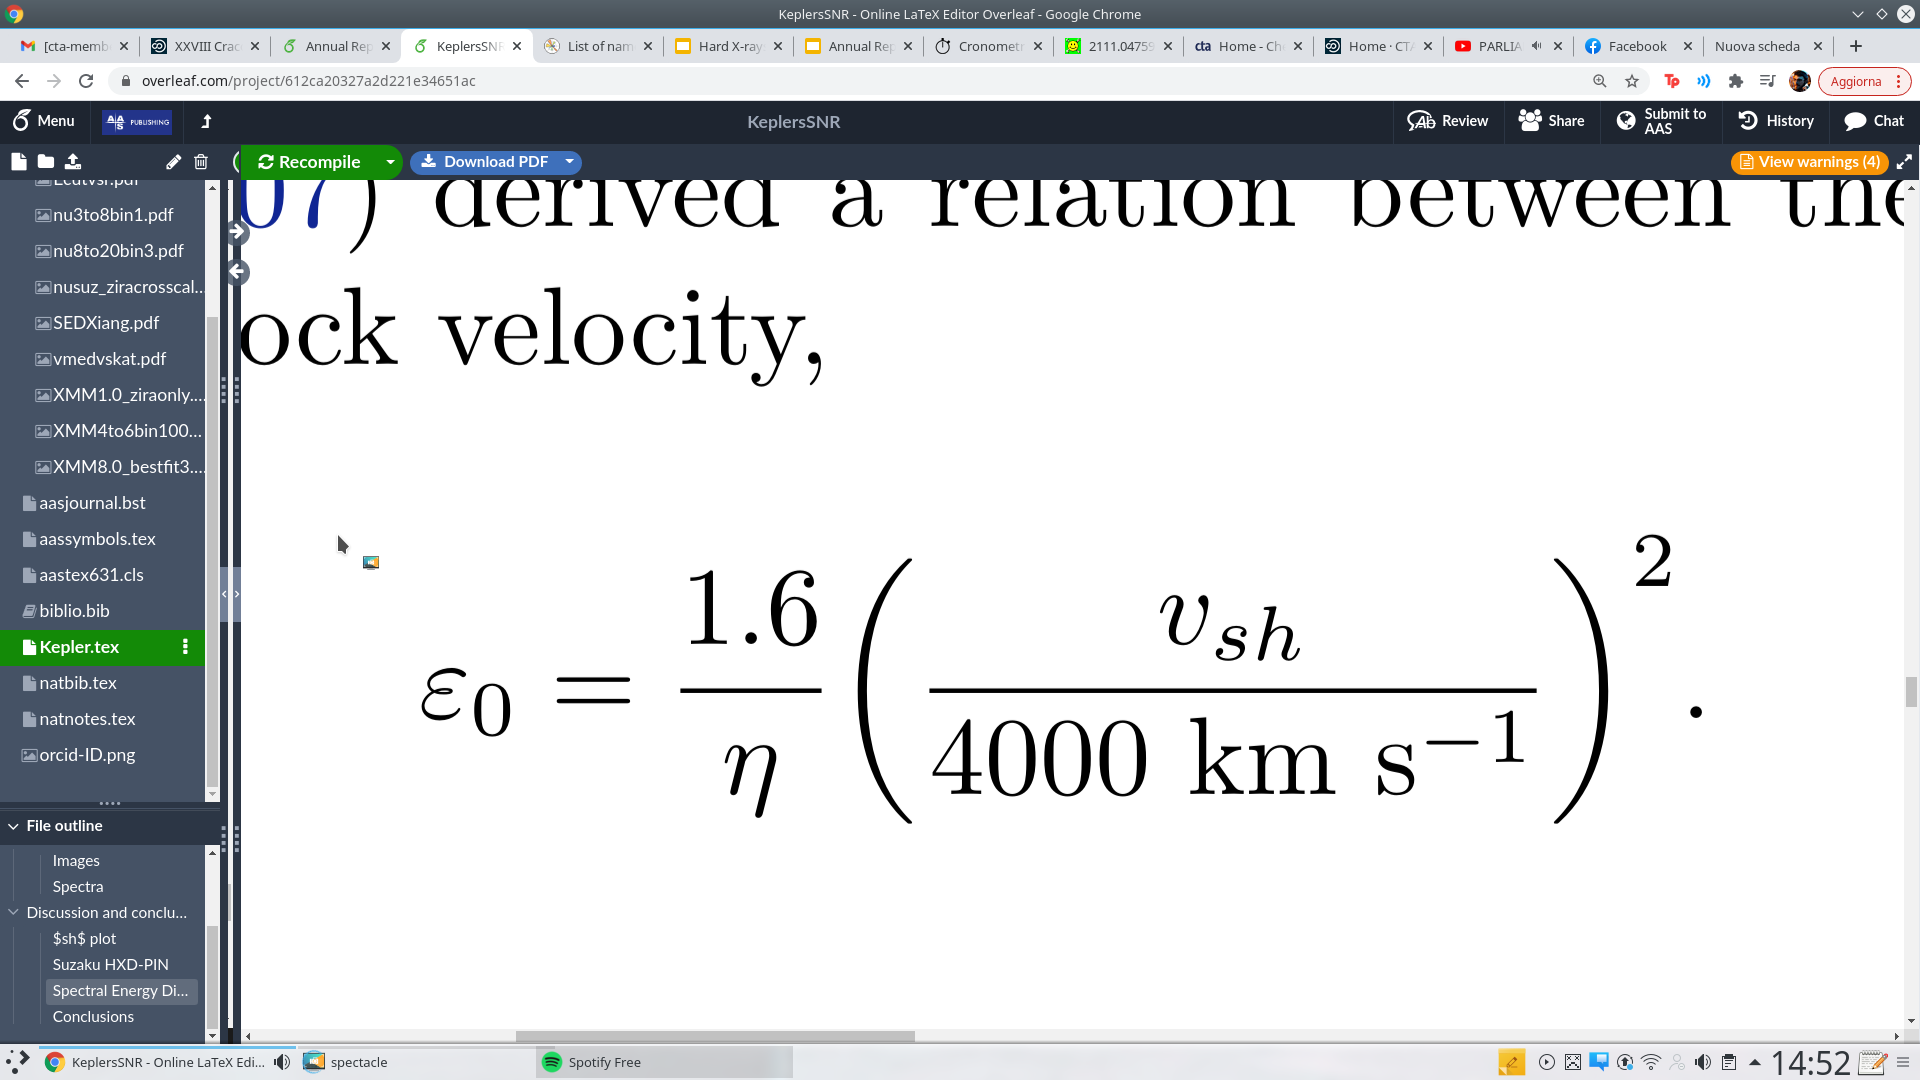 KeplersSNR - Online LaTeX Editor Overleaf - Google Chrome
[cta-memb
XXVIII Crac
Annual Rep
KeplersSNR
List of nam
Hard X-ray
Annual Rep
Cronomet
2111.04759
cta Home - Ch
Home · CTA
PARLIA
Facebook
Nuova scheda
overleaf.com/project/612ca20327a2d221e34651ac
Tp
Aggiorna
Menu
AAS PUBLISHING
KeplersSNR
Review
Share
Submit to AAS
History
Chat
Recompile
Download PDF
View warnings (4)
nu3to8bin1.pdf
nu8to20bin3.pdf
nusuz_ziracrosscal...
SEDXiang.pdf
vmedvskat.pdf
XMM1.0_ziraonly....
XMM4to6bin100...
XMM8.0_bestfit3....
aasjournal.bst
aassymbols.tex
aastex631.cls
biblio.bib
Kepler.tex
natbib.tex
natnotes.tex
orcid-ID.png
File outline
Images
Spectra
Discussion and conclu...
$sh$ plot
Suzaku HXD-PIN
Spectral Energy Di...
Conclusions
07) derived a relation between the
ock velocity,
ε₀ = 1.6/η (v_sh / 4000 km s⁻¹)² .
KeplersSNR - Online LaTeX Edi...
spectacle
Spotify Free
14:52